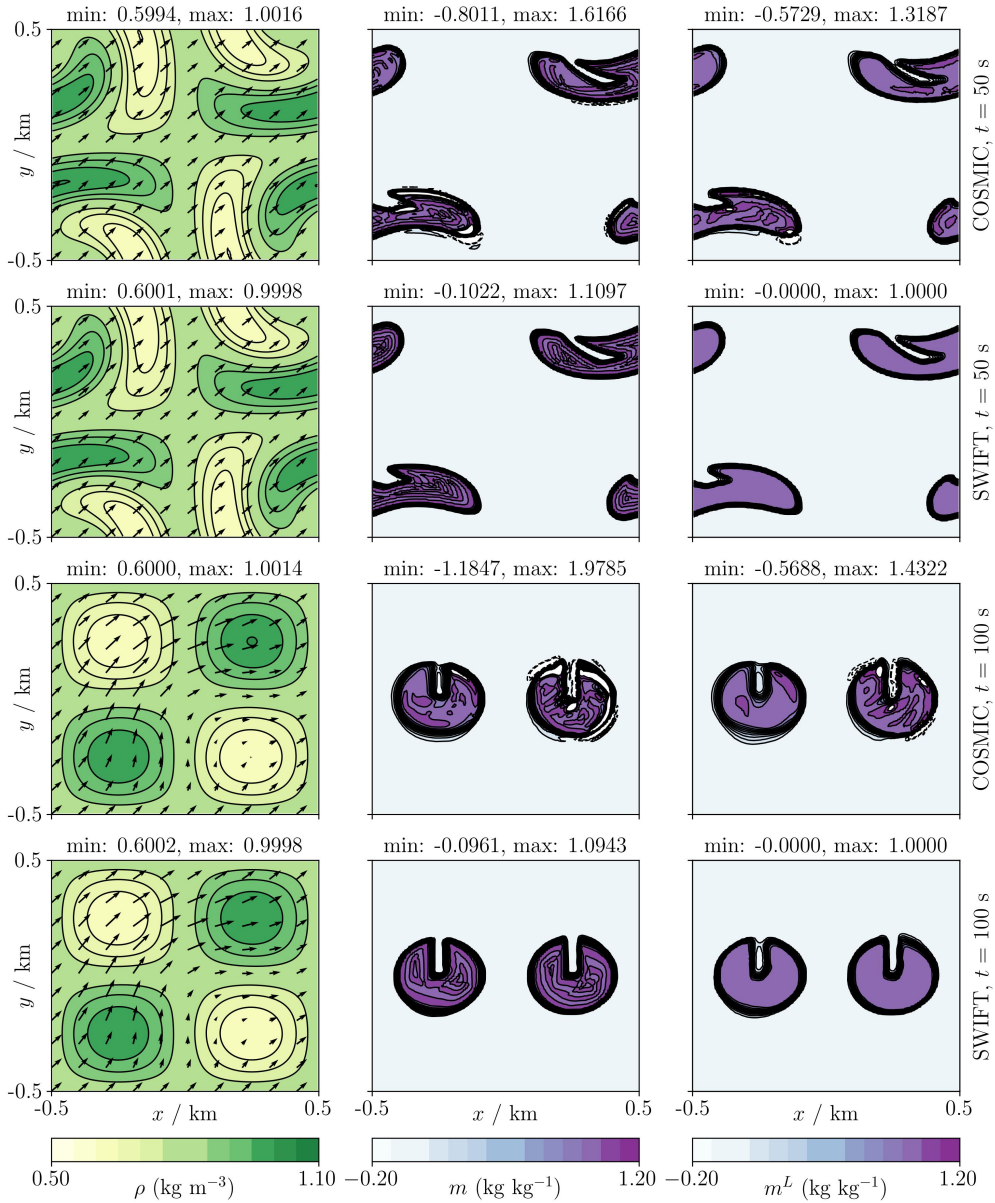 min: 0.5994, max: 1.0016
min: -0.8011, max: 1.6166
min: -0.5729, max: 1.3187
0.5
y / km
-0.5
COSMIC, t = 50 s
min: 0.6001, max: 0.9998
min: -0.1022, max: 1.1097
min: -0.0000, max: 1.0000
0.5
y / km
-0.5
SWIFT, t = 50 s
min: 0.6000, max: 1.0014
min: -1.1847, max: 1.9785
min: -0.5688, max: 1.4322
0.5
y / km
-0.5
COSMIC, t = 100 s
min: 0.6002, max: 0.9998
min: -0.0961, max: 1.0943
min: -0.0000, max: 1.0000
0.5
y / km
-0.5
SWIFT, t = 100 s
-0.5 x / km 0.5
-0.5 x / km 0.5
-0.5 x / km 0.5
0.50 ρ (kg m⁻³) 1.10
−0.20 m (kg kg⁻¹) 1.20
−0.20 mᴸ (kg kg⁻¹) 1.20